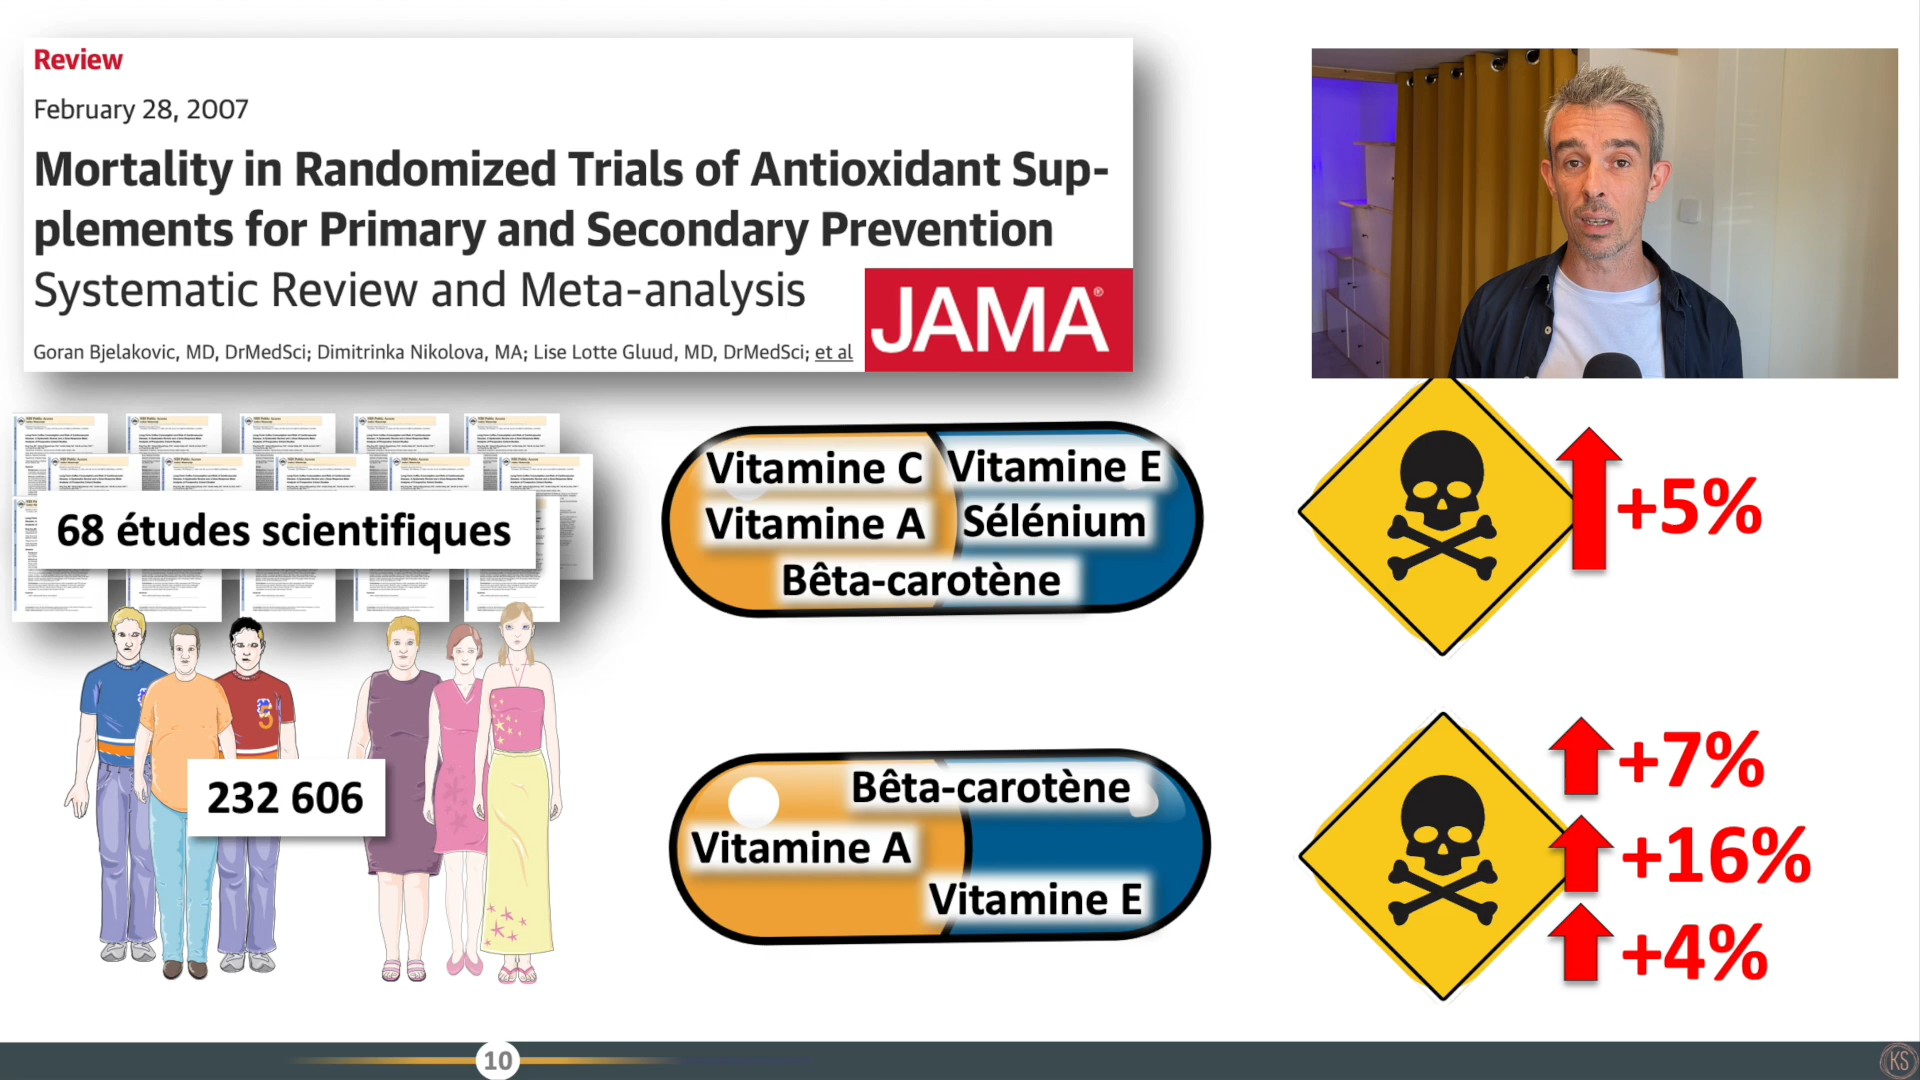 Review
February 28, 2007
Mortality in Randomized Trials of Antioxidant Sup-
plements for Primary and Secondary Prevention
Systematic Review and Meta-analysis
Goran Bjelakovic, MD, DrMedSci; Dimitrinka Nikolova, MA; Lise Lotte Gluud, MD, DrMedSci; et al
JAMA®
68 études scientifiques
232 606
Vitamine C Vitamine E
Vitamine A Sélénium
Bêta-carotène
+5%
Bêta-carotène
Vitamine A
Vitamine E
+7%
+16%
+4%
10
KS